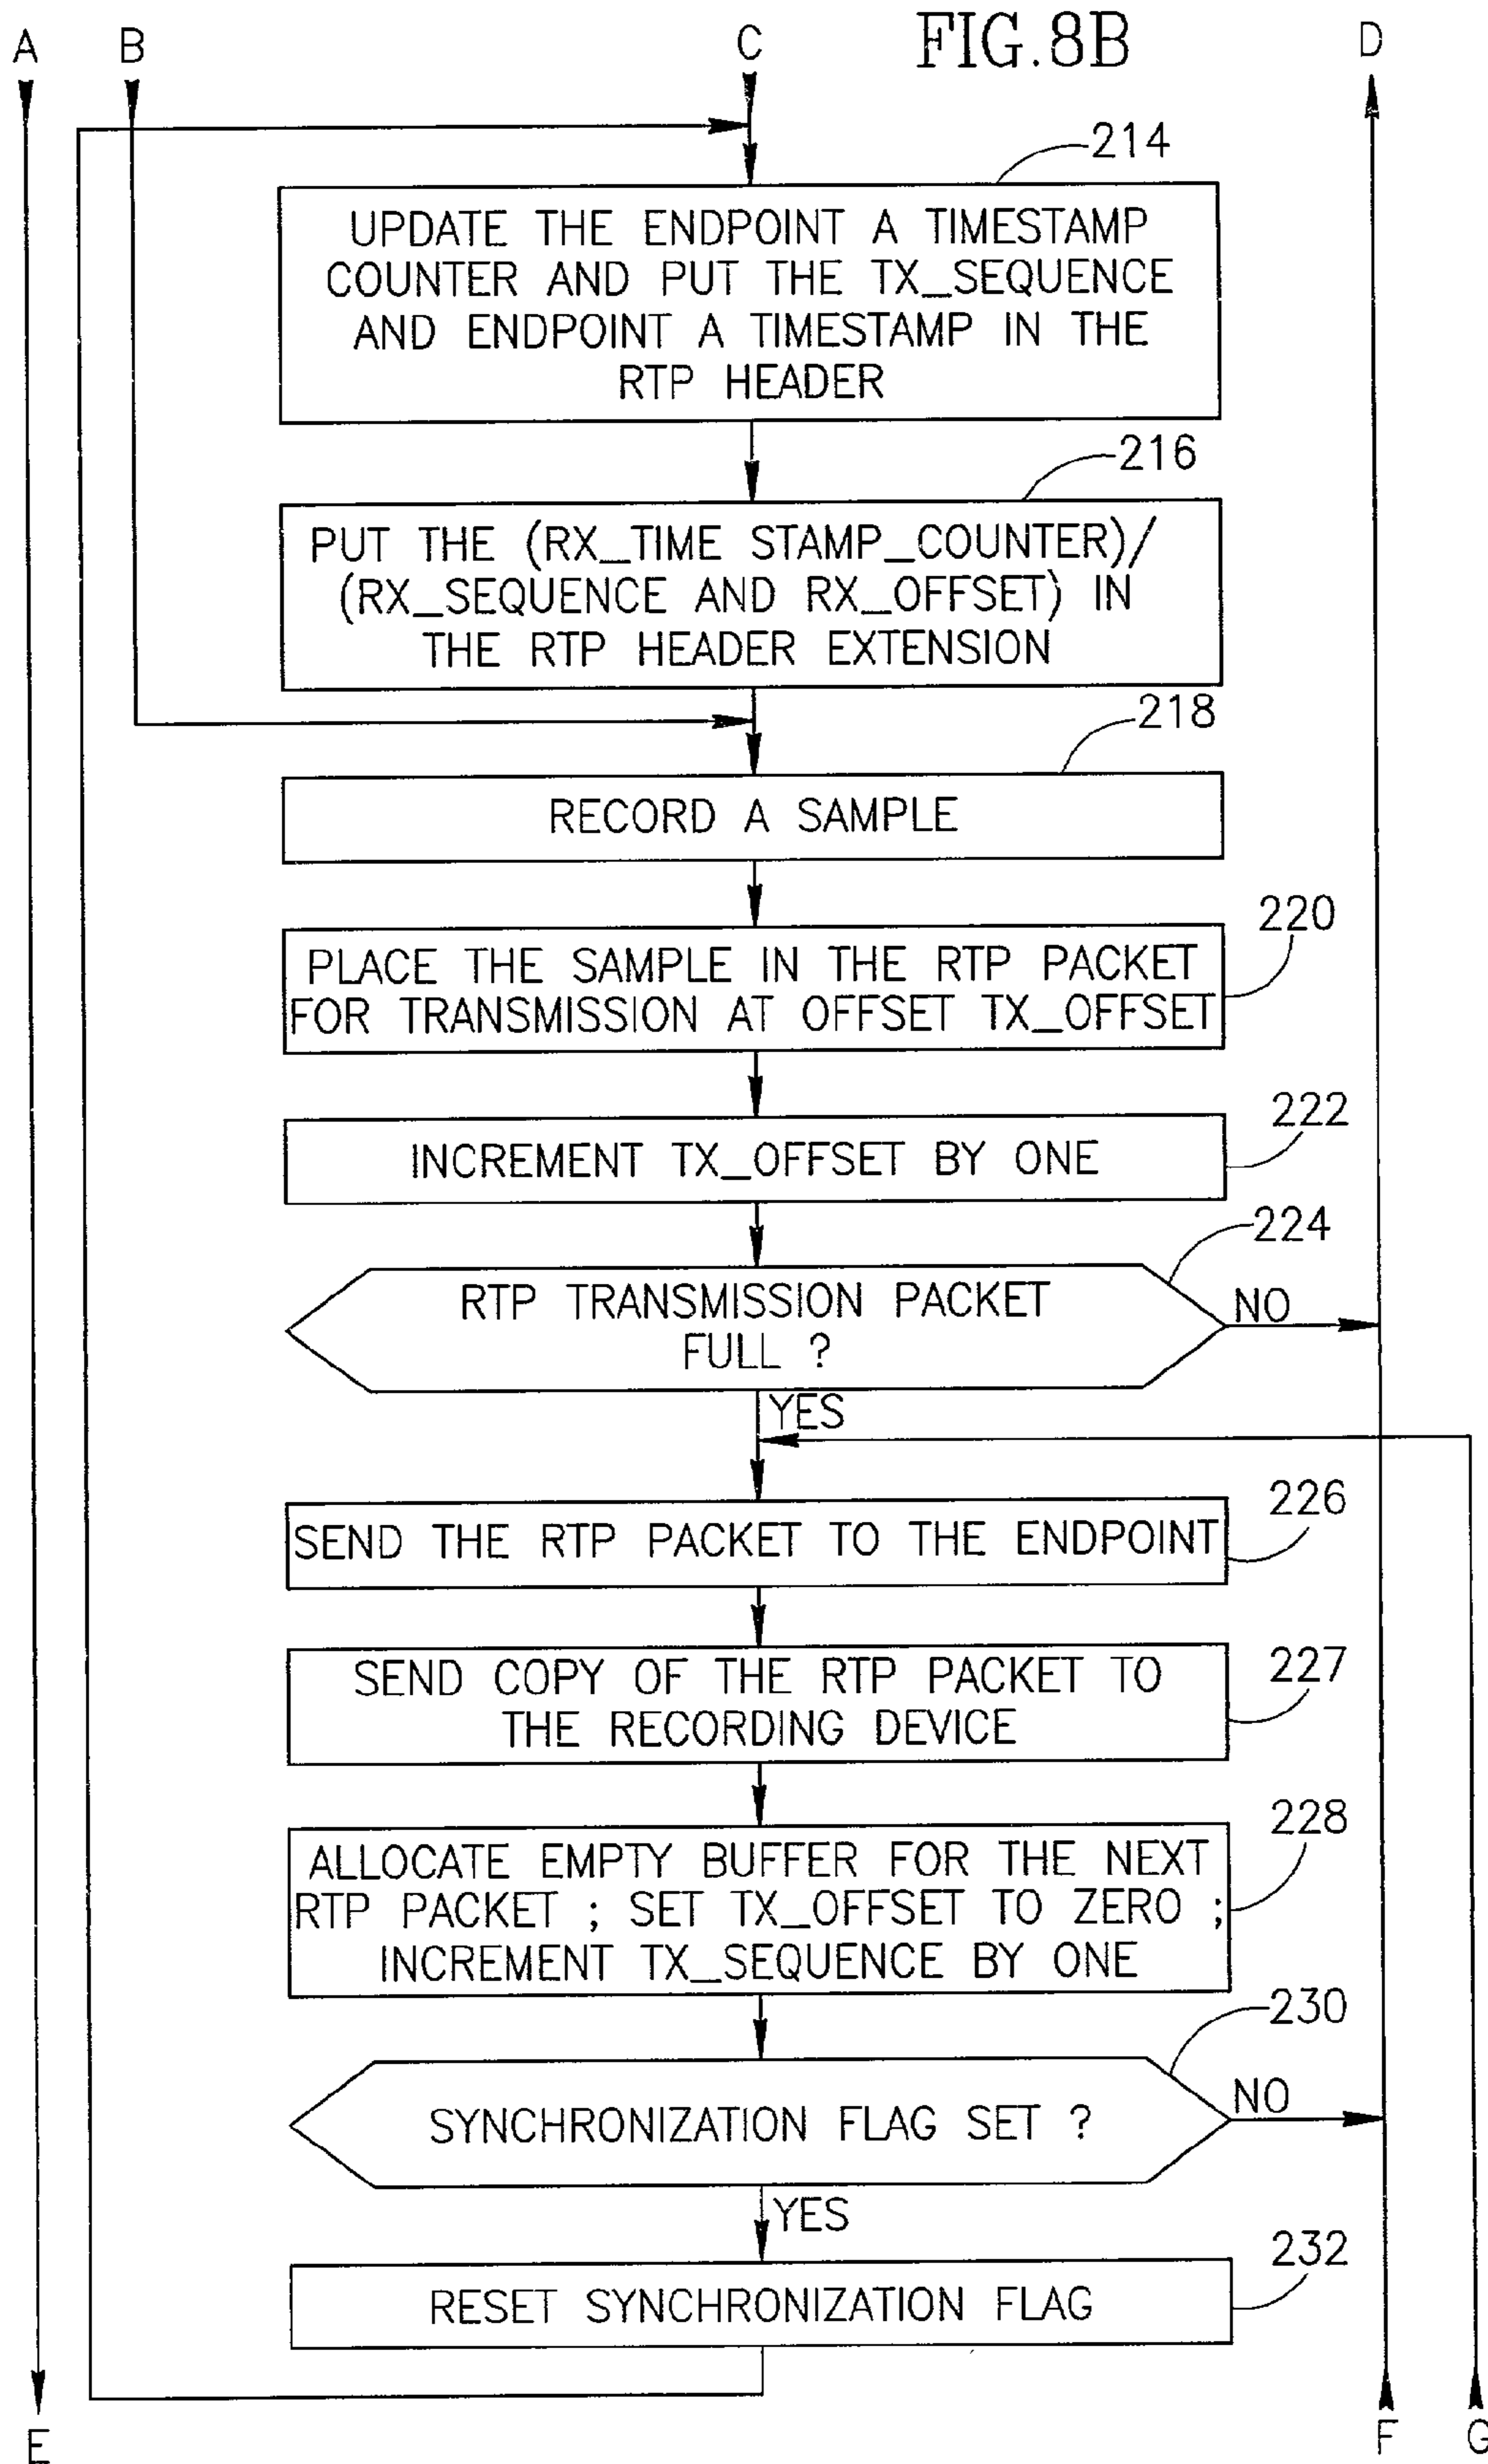 A
B
C
FIG.8B
D
214
UPDATE THE ENDPOINT A TIMESTAMP
COUNTER AND PUT THE TX_SEQUENCE
AND ENDPOINT A TIMESTAMP IN THE
RTP HEADER
216
PUT THE (RX_TIME STAMP_COUNTER)/
(RX_SEQUENCE AND RX_OFFSET) IN
THE RTP HEADER EXTENSION
218
RECORD A SAMPLE
220
PLACE THE SAMPLE IN THE RTP PACKET
FOR TRANSMISSION AT OFFSET TX_OFFSET
222
INCREMENT TX_OFFSET BY ONE
224
RTP TRANSMISSION PACKET
FULL ?
NO
YES
226
SEND THE RTP PACKET TO THE ENDPOINT
227
SEND COPY OF THE RTP PACKET TO
THE RECORDING DEVICE
228
ALLOCATE EMPTY BUFFER FOR THE NEXT
RTP PACKET ; SET TX_OFFSET TO ZERO ;
INCREMENT TX_SEQUENCE BY ONE
230
SYNCHRONIZATION FLAG SET ?
NO
YES
232
RESET SYNCHRONIZATION FLAG
E
F
G